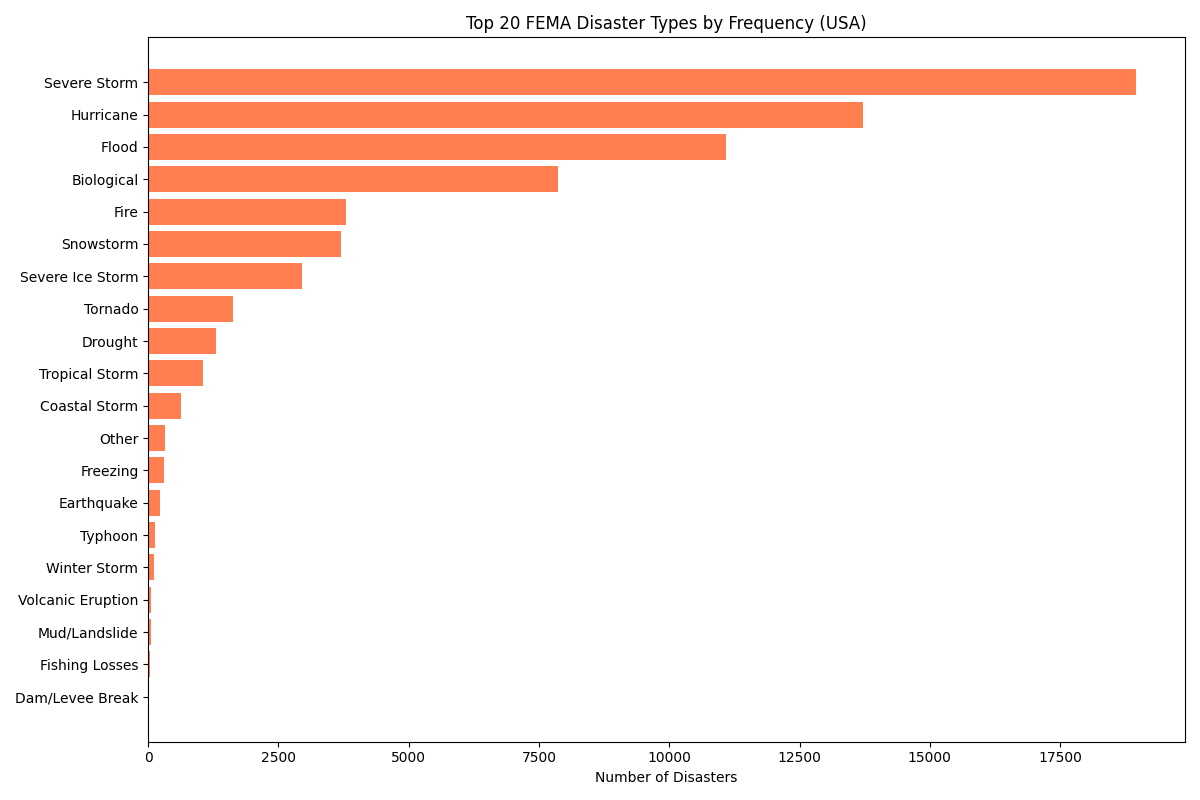 Top 20 FEMA Disaster Types by Frequency (USA)
Severe Storm
Hurricane
Flood
Biological
Fire
Snowstorm
Severe Ice Storm
Tornado
Drought
Tropical Storm
Coastal Storm
Other
Freezing
Earthquake
Typhoon
Winter Storm
Volcanic Eruption
Mud/Landslide
Fishing Losses
Dam/Levee Break
0 2500 5000 7500 10000 12500 15000 17500
Number of Disasters